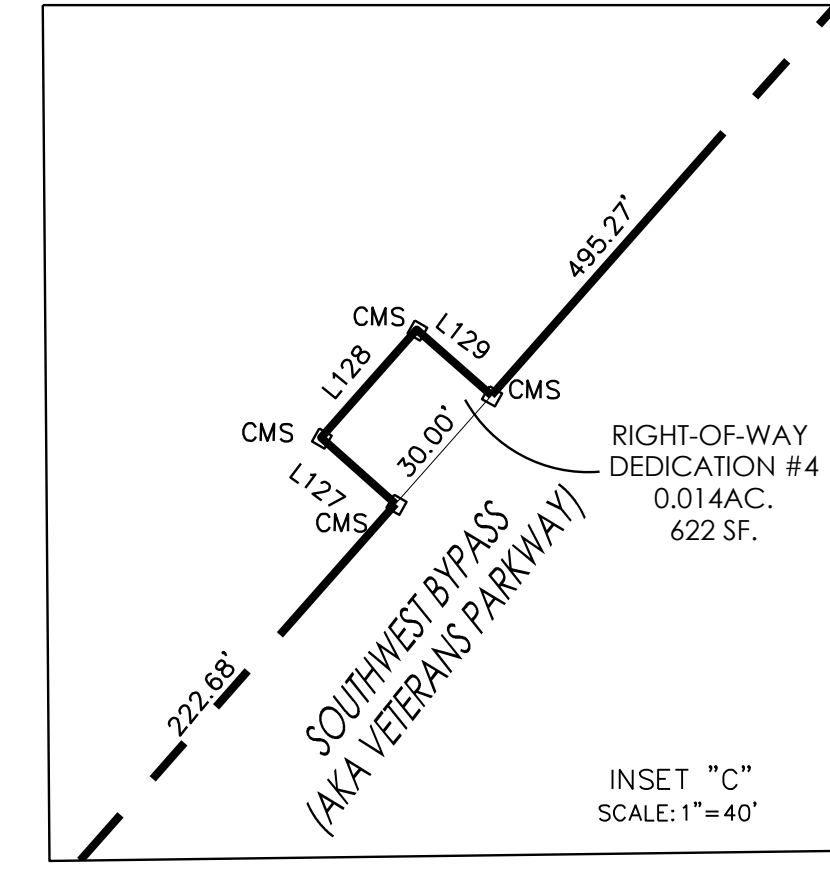 495.27'
CMS
L129
L128
CMS
30.00'
CMS
L127
CMS
RIGHT-OF-WAY
DEDICATION #4
0.014AC.
622 SF.
SOUTHWEST BYPASS
(AKA VETERANS PARKWAY)
222.68'
INSET "C"
SCALE: 1"=40'